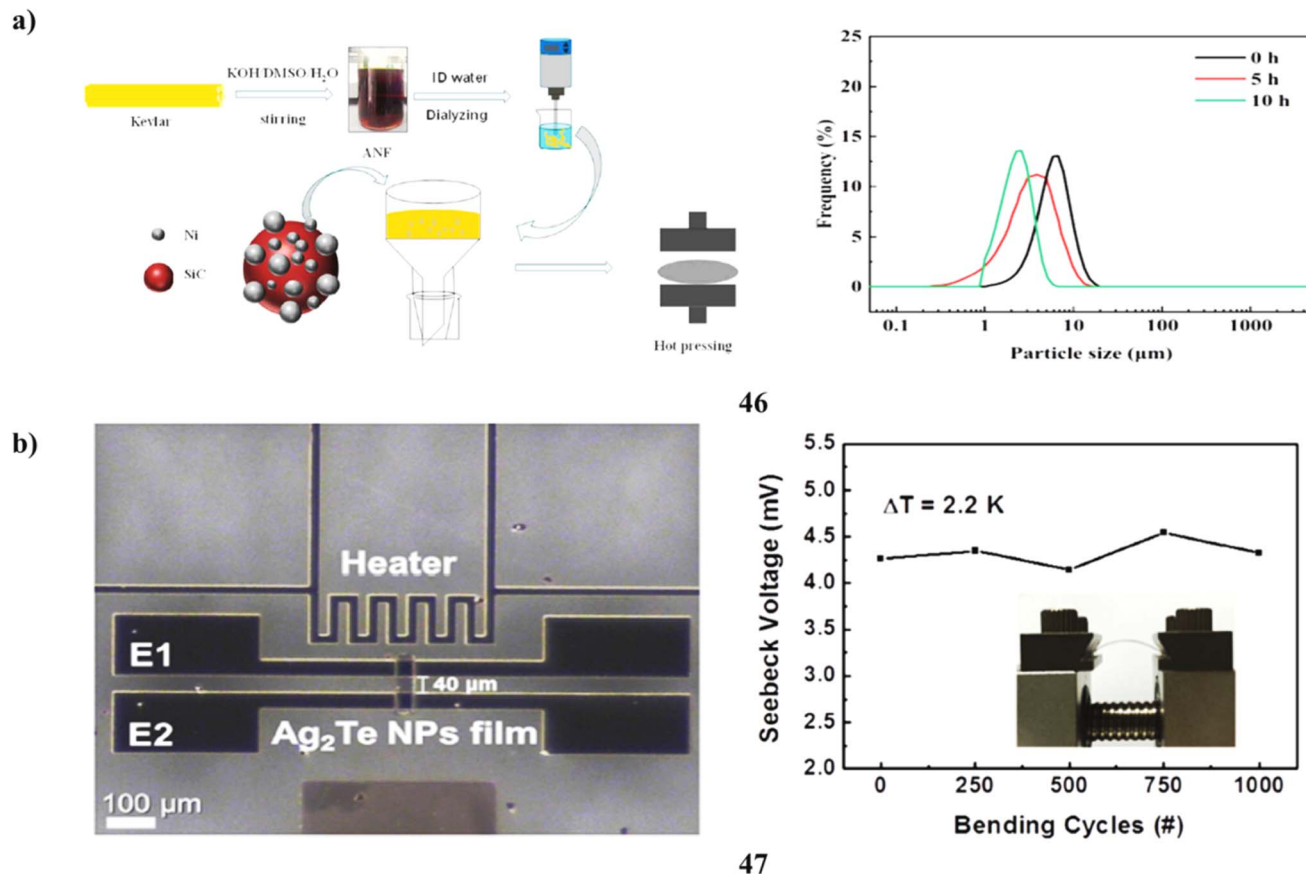 a)
Kevlar
KOH/DMSO/H₂O
stirring
ANF
ID water
Dialyzing
Ni
SiC
Hot pressing
25
20
15
10
5
0
Frequency (%)
0 h
5 h
10 h
0.1 1 10 100 1000
Particle size (μm)
46
b)
Heater
E1
40 μm
E2
Ag₂Te NPs film
100 μm
5.5
5.0
4.5
4.0
3.5
3.0
2.5
2.0
Seebeck Voltage (mV)
ΔT = 2.2 K
0 250 500 750 1000
Bending Cycles (#)
47